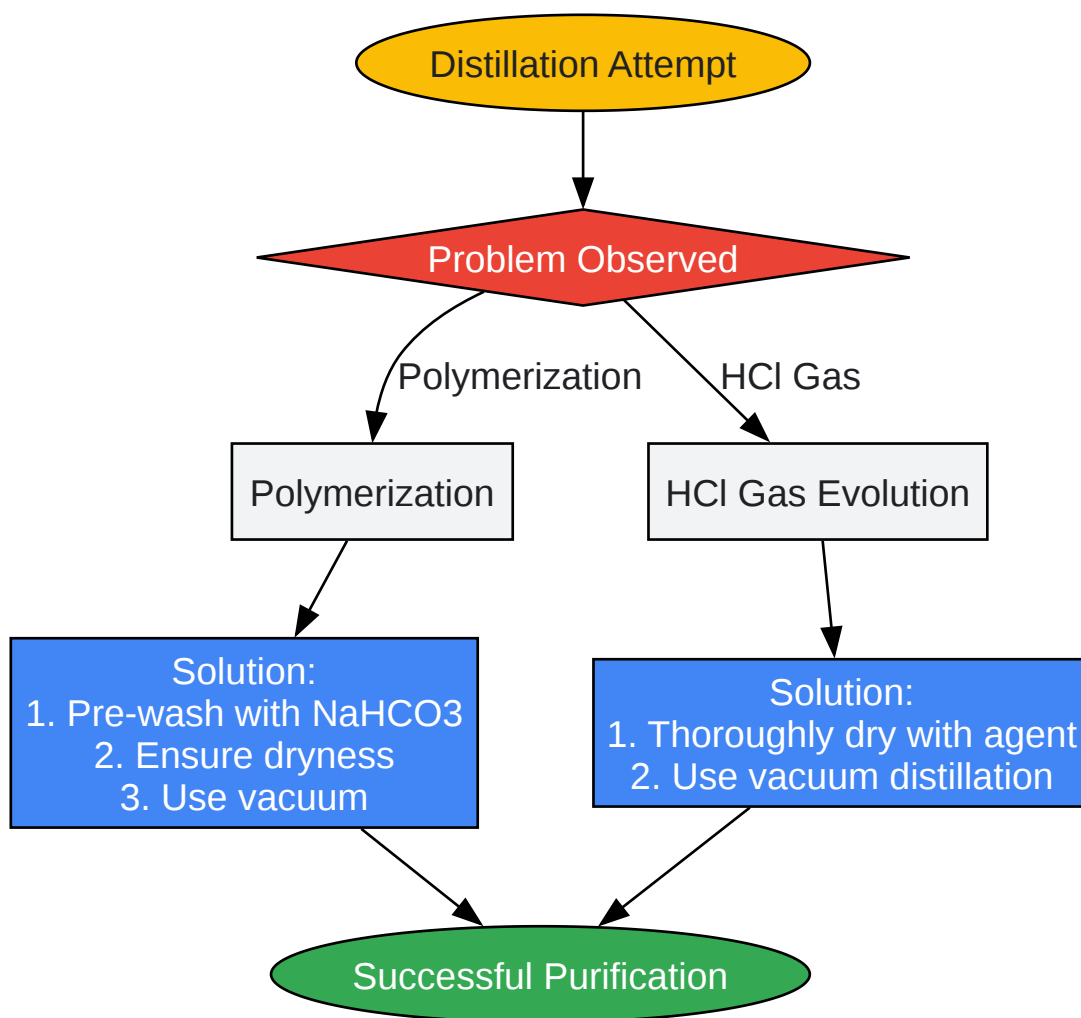 Distillation Attempt
Problem Observed
Polymerization
HCl Gas
Polymerization
HCl Gas Evolution
Solution:
1. Pre-wash with NaHCO3
2. Ensure dryness
3. Use vacuum
Solution:
1. Thoroughly dry with agent
2. Use vacuum distillation
Successful Purification